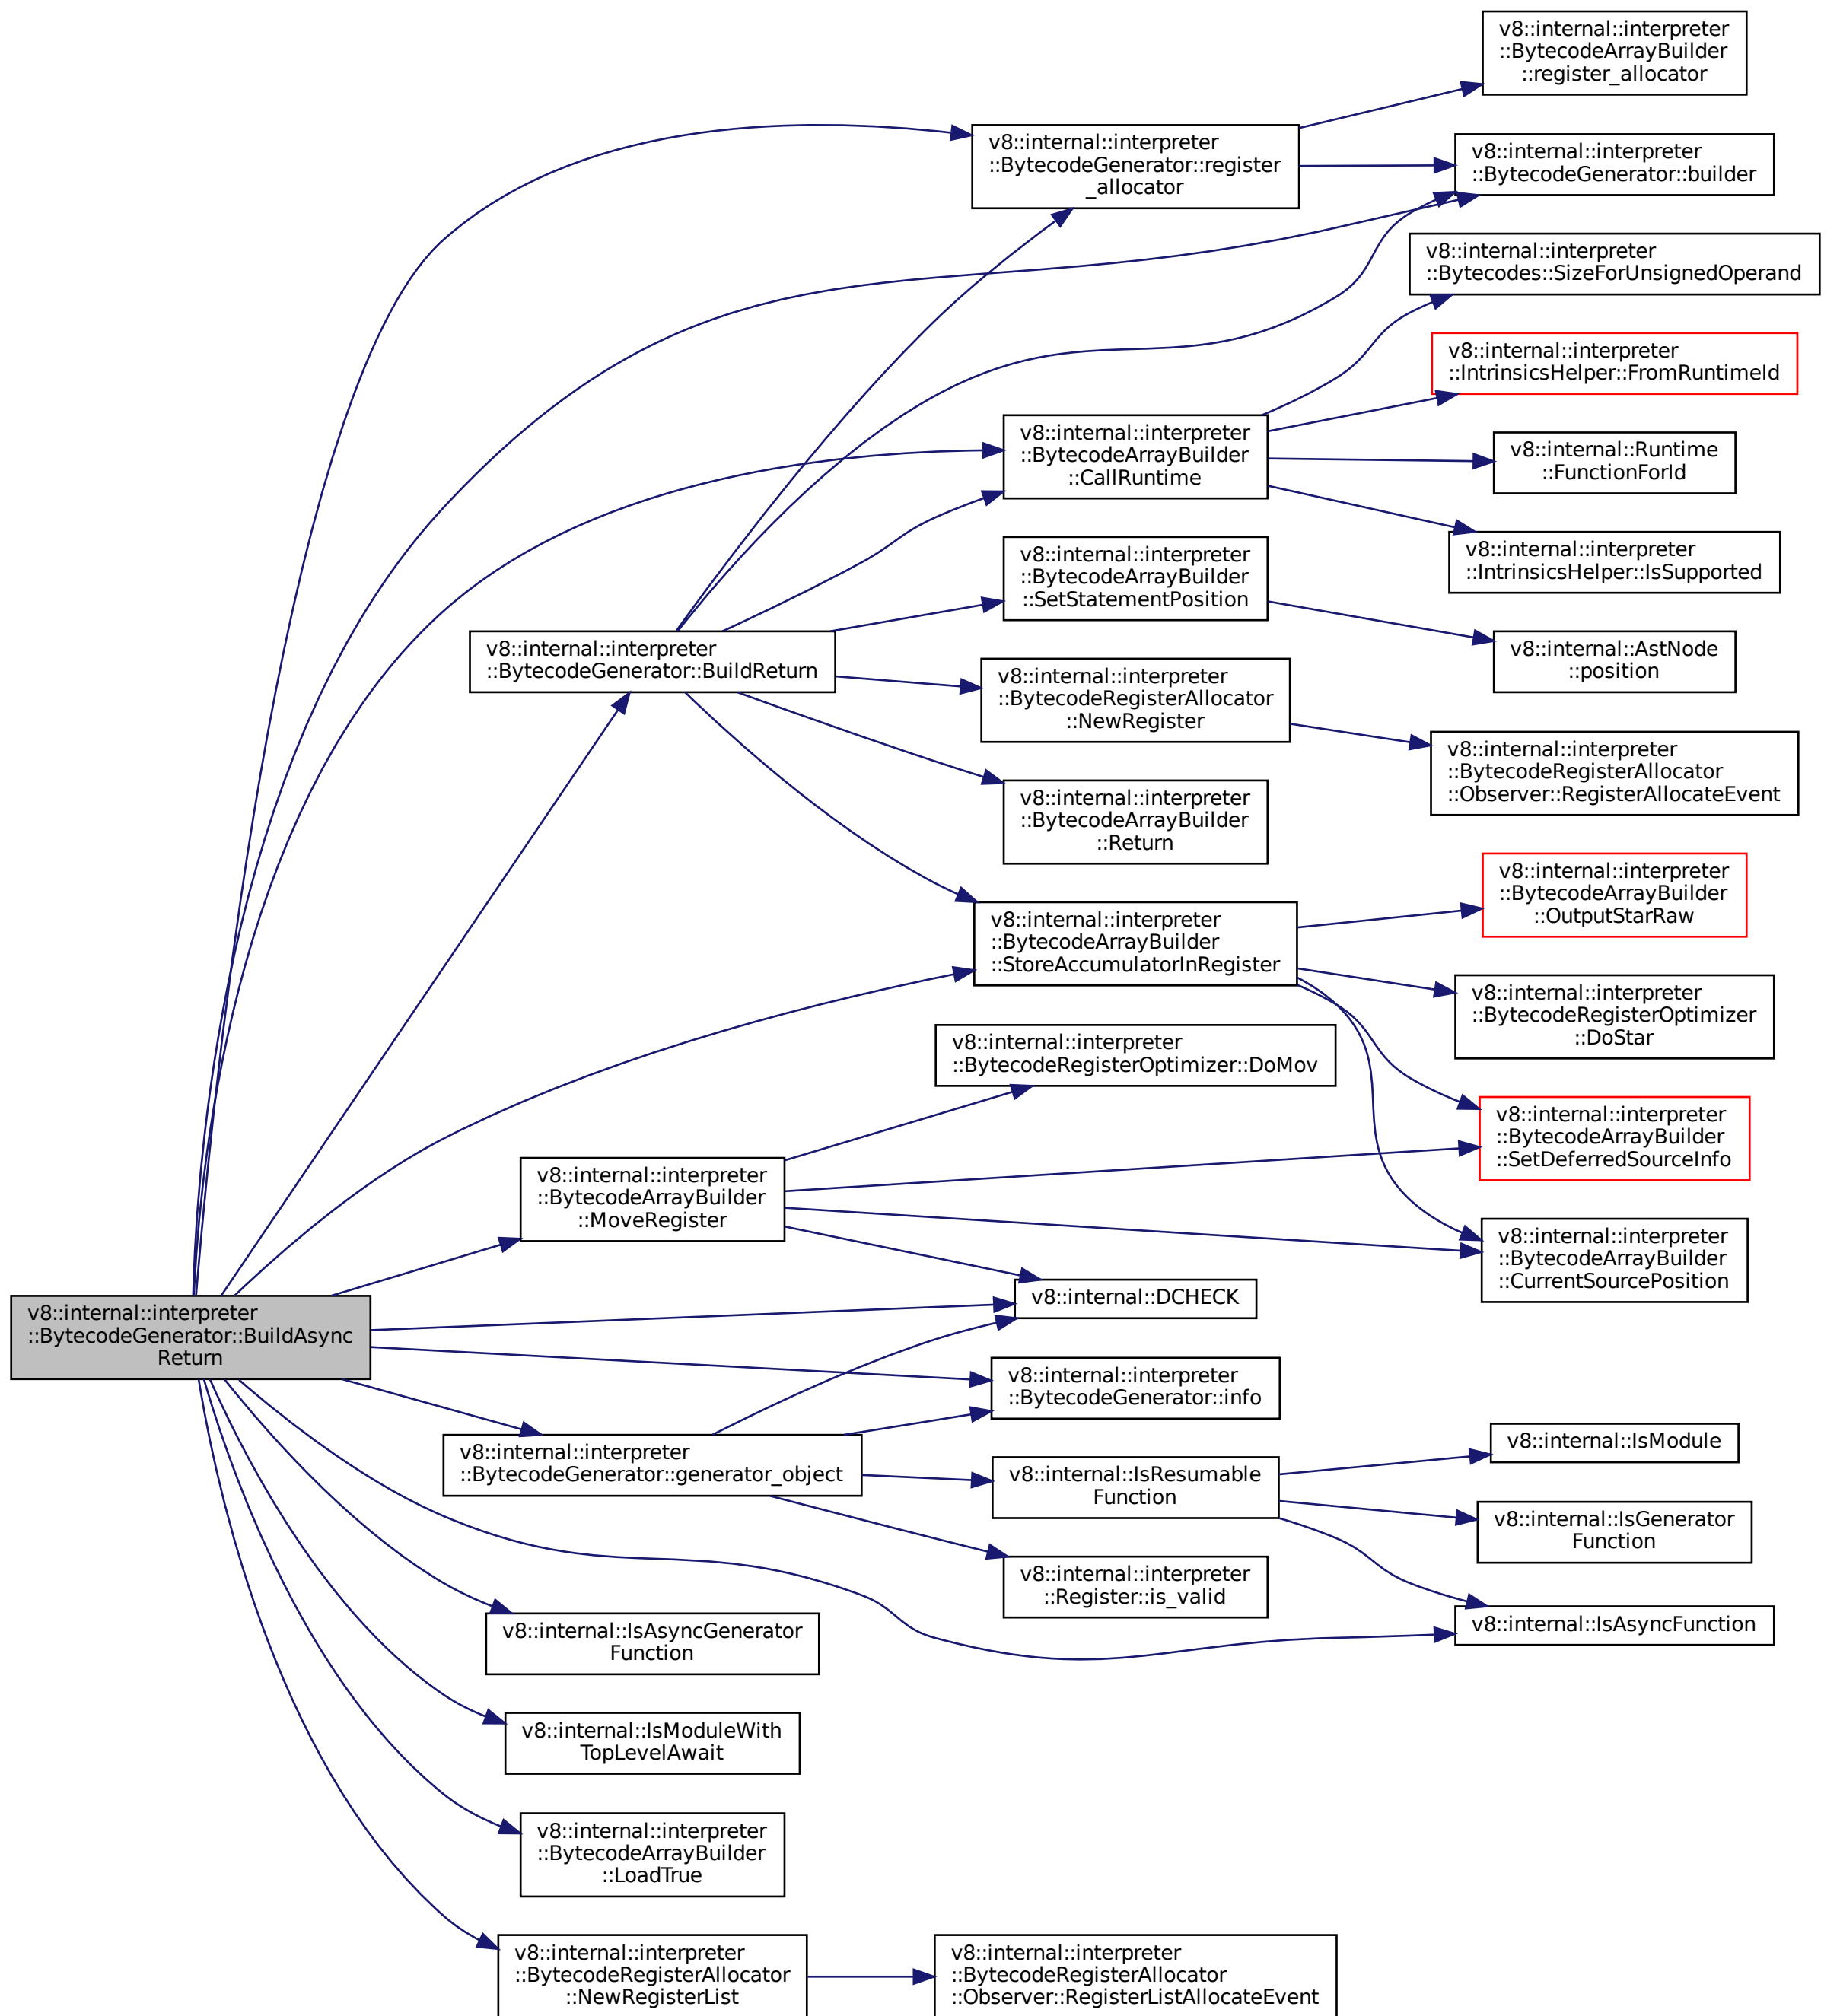 v8::internal::interpreter
::BytecodeArrayBuilder
::register_allocator
v8::internal::interpreter
::BytecodeGenerator::register
_allocator
v8::internal::interpreter
::BytecodeGenerator::builder
v8::internal::interpreter
::Bytecodes::SizeForUnsignedOperand
v8::internal::interpreter
::IntrinsicsHelper::FromRuntimeId
v8::internal::interpreter
::BytecodeArrayBuilder
::CallRuntime
v8::internal::Runtime
::FunctionForId
v8::internal::interpreter
::IntrinsicsHelper::IsSupported
v8::internal::interpreter
::BytecodeArrayBuilder
::SetStatementPosition
v8::internal::interpreter
::BytecodeGenerator::BuildReturn
v8::internal::AstNode
::position
v8::internal::interpreter
::BytecodeRegisterAllocator
::NewRegister
v8::internal::interpreter
::BytecodeRegisterAllocator
::Observer::RegisterAllocateEvent
v8::internal::interpreter
::BytecodeArrayBuilder
::Return
v8::internal::interpreter
::BytecodeArrayBuilder
::OutputStarRaw
v8::internal::interpreter
::BytecodeArrayBuilder
::StoreAccumulatorInRegister
v8::internal::interpreter
::BytecodeRegisterOptimizer
::DoStar
v8::internal::interpreter
::BytecodeRegisterOptimizer::DoMov
v8::internal::interpreter
::BytecodeArrayBuilder
::SetDeferredSourceInfo
v8::internal::interpreter
::BytecodeArrayBuilder
::MoveRegister
v8::internal::interpreter
::BytecodeArrayBuilder
::CurrentSourcePosition
v8::internal::DCHECK
v8::internal::interpreter
::BytecodeGenerator::BuildAsync
Return
v8::internal::interpreter
::BytecodeGenerator::info
v8::internal::interpreter
::BytecodeGenerator::generator_object
v8::internal::IsModule
v8::internal::IsResumable
Function
v8::internal::IsGenerator
Function
v8::internal::interpreter
::Register::is_valid
v8::internal::IsAsyncFunction
v8::internal::IsAsyncGenerator
Function
v8::internal::IsModuleWith
TopLevelAwait
v8::internal::interpreter
::BytecodeArrayBuilder
::LoadTrue
v8::internal::interpreter
::BytecodeRegisterAllocator
::NewRegisterList
v8::internal::interpreter
::BytecodeRegisterAllocator
::Observer::RegisterListAllocateEvent